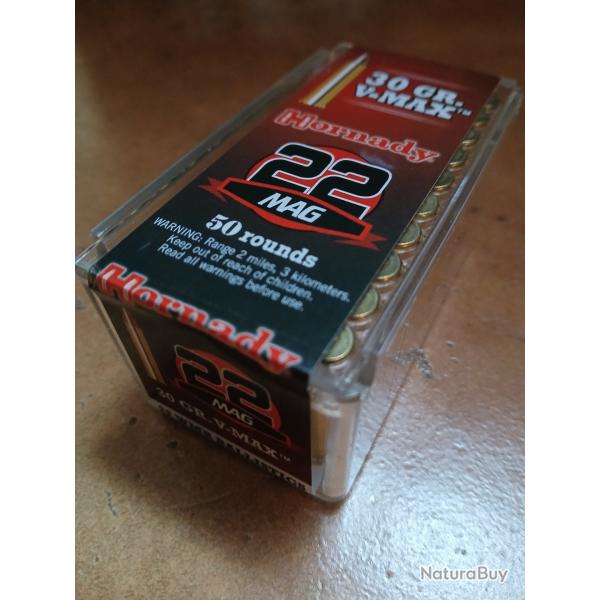 30 GR.
V-MAX™
Hornady
22
MAG
50 rounds
WARNING: Range 2 miles, 3 kilometers.
Keep out of reach of children.
Read all warnings before use.
Hornady
22
MAG
30 GR. V-MAX™
NaturaBuy